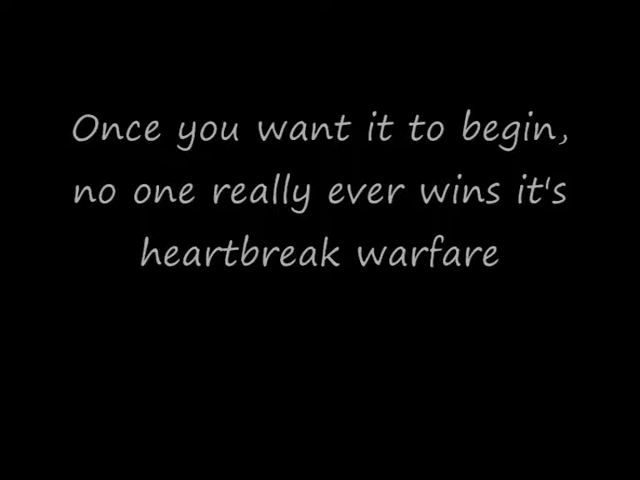 Once you want it to begin,
no one really ever wins it's
heartbreak warfare